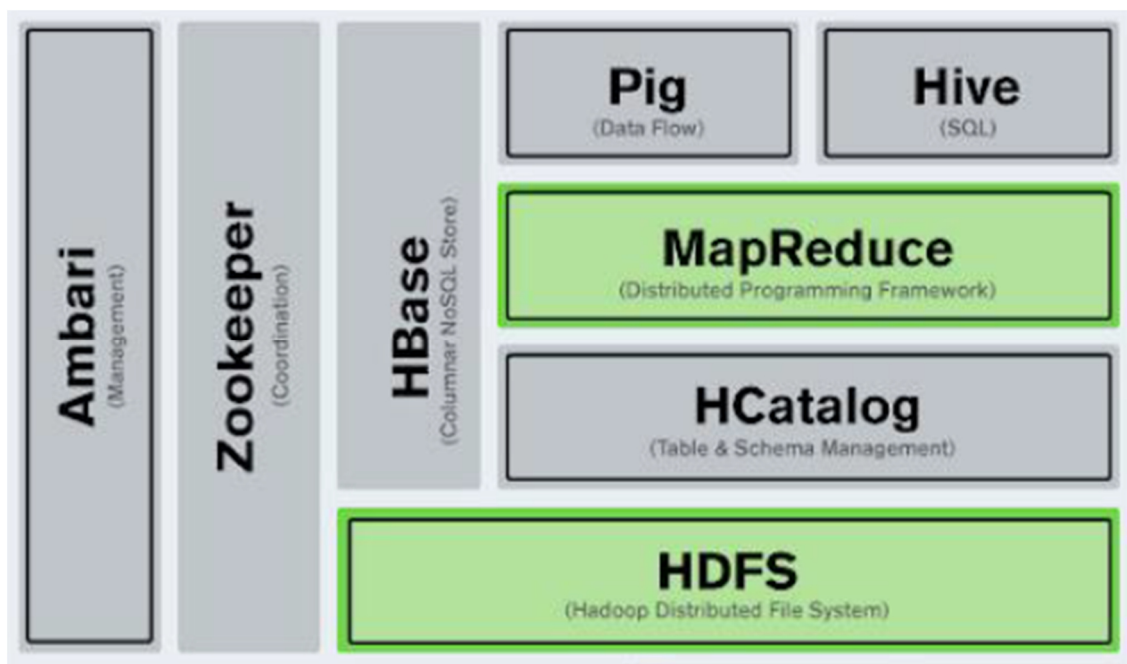 Ambari
(Management)
Zookeeper
(Coordination)
HBase
(Columnar NoSQL Store)
Pig
(Data Flow)
Hive
(SQL)
MapReduce
(Distributed Programming Framework)
HCatalog
(Table & Schema Management)
HDFS
(Hadoop Distributed File System)